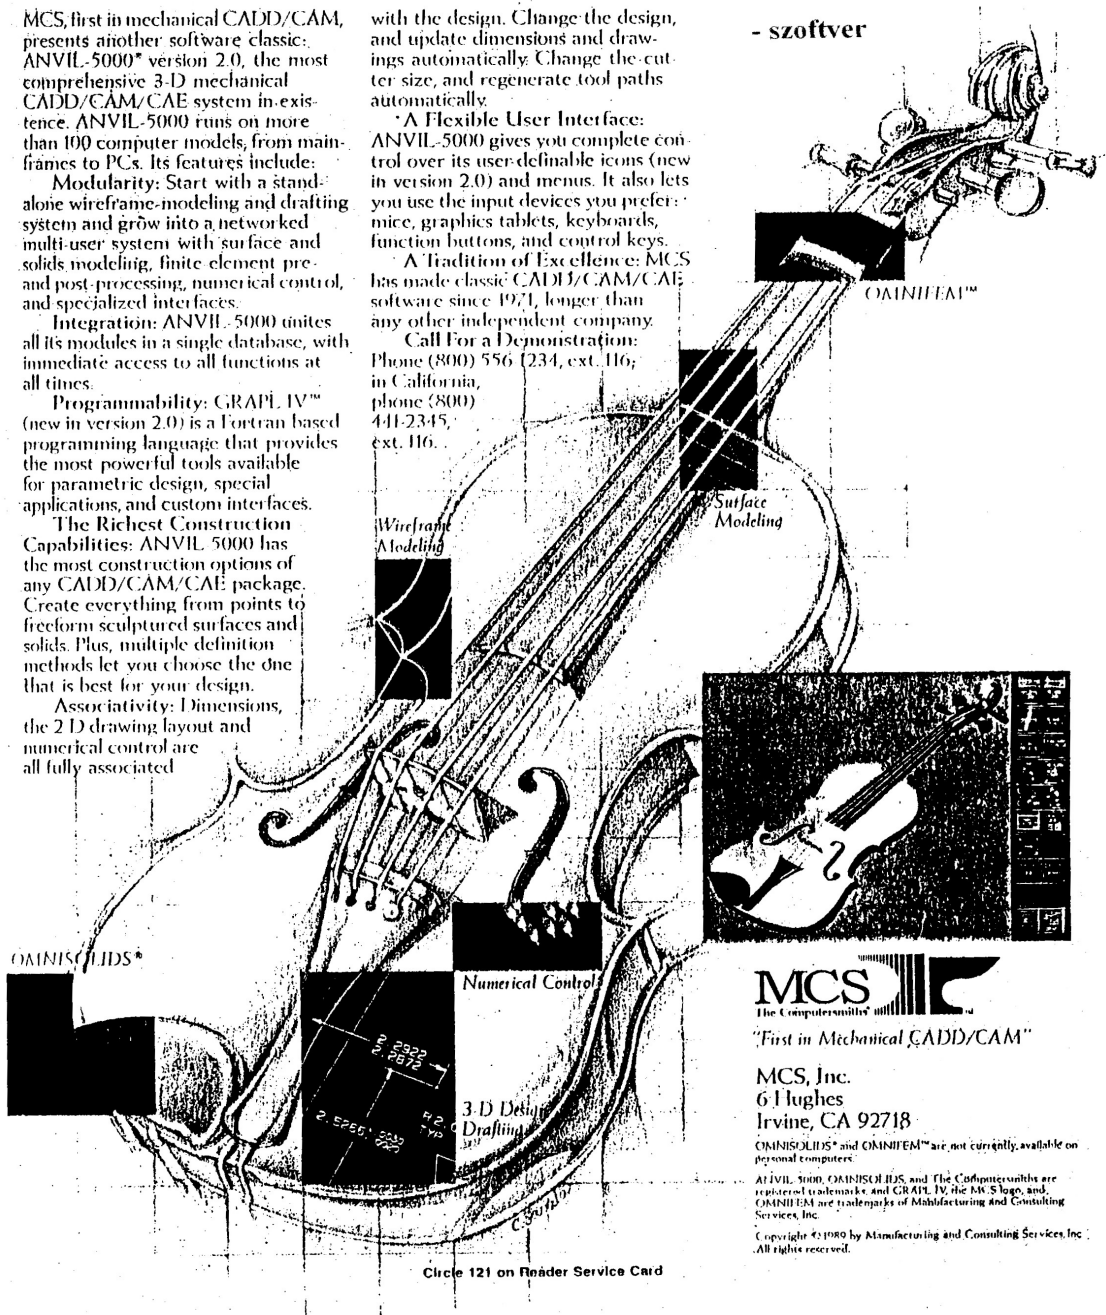 MCS, first in mechanical CADD/CAM,
presents another software classic:
ANVIL-5000® version 2.0, the most
comprehensive 3-D mechanical
CADD/CAM/CAE system in exis-
tence. ANVIL-5000 runs on more
than 100 computer models, from main-
frames to PCs. Its features include:
Modularity: Start with a stand-
alone wireframe-modeling and drafting
system and grow into a networked
multi-user system with surface and
solids modeling, finite element pre-
and post-processing, numerical control,
and specialized interfaces.
Integration: ANVIL-5000 unites
all its modules in a single database, with
immediate access to all functions at
all times.
Programmability: GRAPL IV™
(new in version 2.0) is a Fortran based
programming language that provides
the most powerful tools available
for parametric design, special
applications, and custom interfaces.
The Richest Construction
Capabilities: ANVIL 5000 has
the most construction options of
any CADD/CAM/CAE package.
Create everything from points to
freeform sculptured surfaces and
solids. Plus, multiple definition
methods let you choose the one
that is best for your design.
Associativity: Dimensions,
the 2 D drawing layout and
numerical control are
all fully associated
with the design. Change the design,
and update dimensions and draw-
ings automatically. Change the cut-
ter size, and regenerate tool paths
automatically.
A Flexible User Interface:
ANVIL-5000 gives you complete con-
trol over its user-definable icons (new
in version 2.0) and menus. It also lets
you use the input devices you prefer:
mice, graphics tablets, keyboards,
function buttons, and control keys.
A Tradition of Excellence: MCS
has made classic CADD/CAM/CAE
software since 1971, longer than
any other independent company.
Call For a Demonstration:
Phone (800) 556-1234, ext. 116;
in California,
phone (800)
441-2345,
ext. 116.
- szoftver
OMNIFEM™
Surface
Modeling
Wireframe
Modeling
OMNISOLIDS®
Numerical Control
2.2922
2.2872
3-D Design
Drafting
TYP
MCS
The Computersmiths®
"First in Mechanical CADD/CAM"
MCS, Inc.
6 Hughes
Irvine, CA 92718
OMNISOLIDS® and OMNIFEM™ are not currently available on
personal computers.
ANVIL-5000, OMNISOLIDS, and The Computersmiths are
registered trademarks and GRAPL IV, the MCS logo, and
OMNIFEM are trademarks of Manufacturing and Consulting
Services, Inc.
Copyright ©1989 by Manufacturing and Consulting Services, Inc.
All rights reserved.
Circle 121 on Reader Service Card